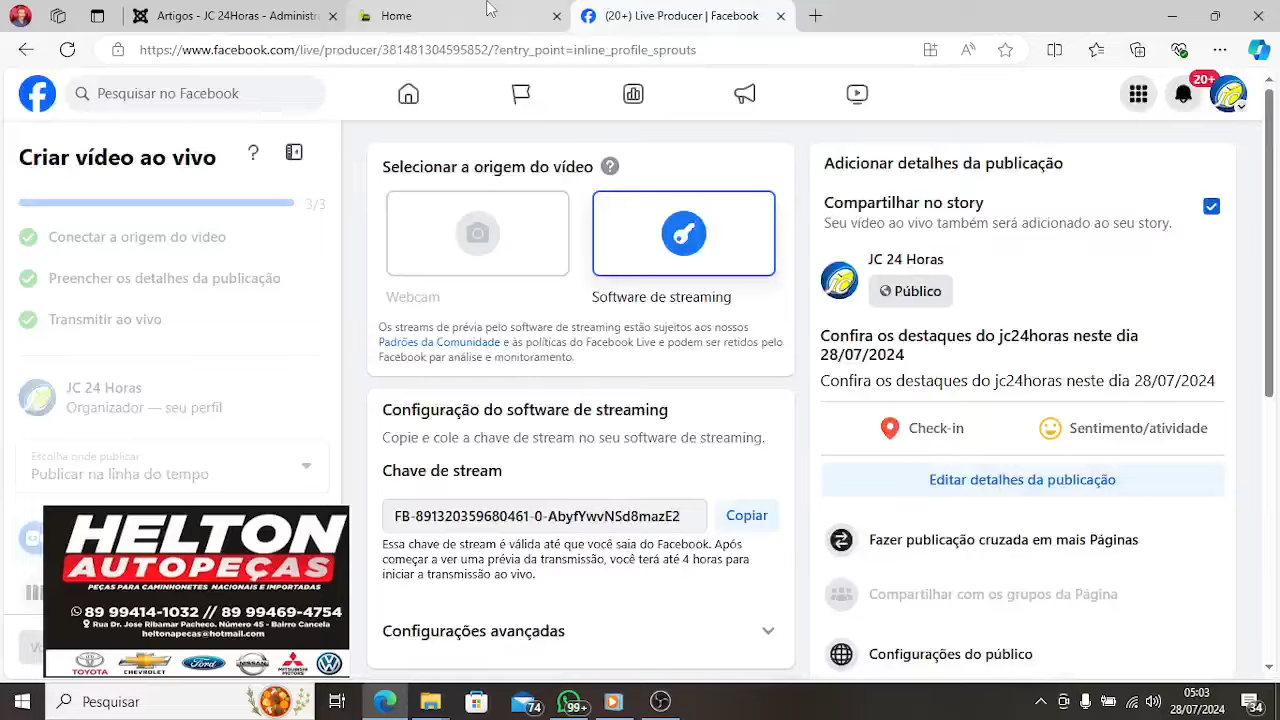 Artigos - JC 24 Horas - Administr
Home
(20+) Live Producer | Facebook
https://www.facebook.com/live/producer/381481304595852/?entry_point=inline_profile_sprouts
Pesquisar no Facebook
20+
Criar vídeo ao vivo
3/3
Conectar a origem do vídeo
Preencher os detalhes da publicação
Transmitir ao vivo
JC 24 Horas
Organizador — seu perfil
Escolha onde publicar
Publicar na linha do tempo
HELTON
AUTOPEÇAS
PEÇAS PARA CAMINHONETES NACIONAIS E IMPORTADAS
89 99414-1032 // 89 99469-4754
Rua Dr. Jose Ribamar Pacheco, Número 45 - Bairro Cancela
heltonapecas@hotmail.com
TOYOTA CHEVROLET Ford NISSAN MITSUBISHI MOTORS
Selecionar a origem do vídeo
Webcam
Software de streaming
Os streams de prévia pelo software de streaming estão sujeitos aos nossos
Padrões da Comunidade e às políticas do Facebook Live e podem ser retidos pelo
Facebook par análise e monitoramento.
Configuração do software de streaming
Copie e cole a chave de stream no seu software de streaming.
Chave de stream
FB-891320359680461-0-AbyfYwvNSd8mazE2
Copiar
Essa chave de stream é válida até que você saia do Facebook. Após
começar a ver uma prévia da transmissão, você terá até 4 horas para
iniciar a transmissão ao vivo.
Configurações avançadas
Adicionar detalhes da publicação
Compartilhar no story
Seu vídeo ao vivo também será adicionado ao seu story.
JC 24 Horas
Público
Confira os destaques do jc24horas neste dia
28/07/2024
Confira os destaques do jc24horas neste dia 28/07/2024
Check-in
Sentimento/atividade
Editar detalhes da publicação
Fazer publicação cruzada em mais Páginas
Compartilhar com os grupos da Página
Configurações do público
Pesquisar
74
99+
05:03
28/07/2024
34